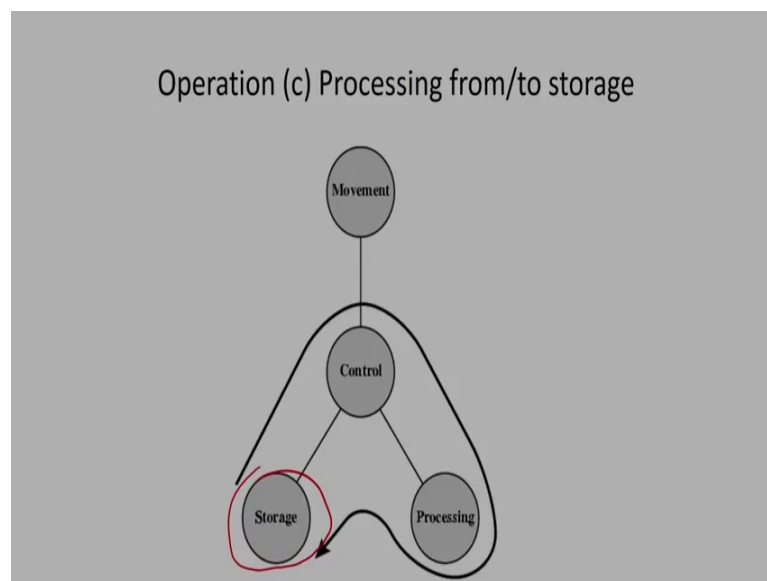 Operation (c) Processing from/to storage
Movement
Control
Storage
Processing